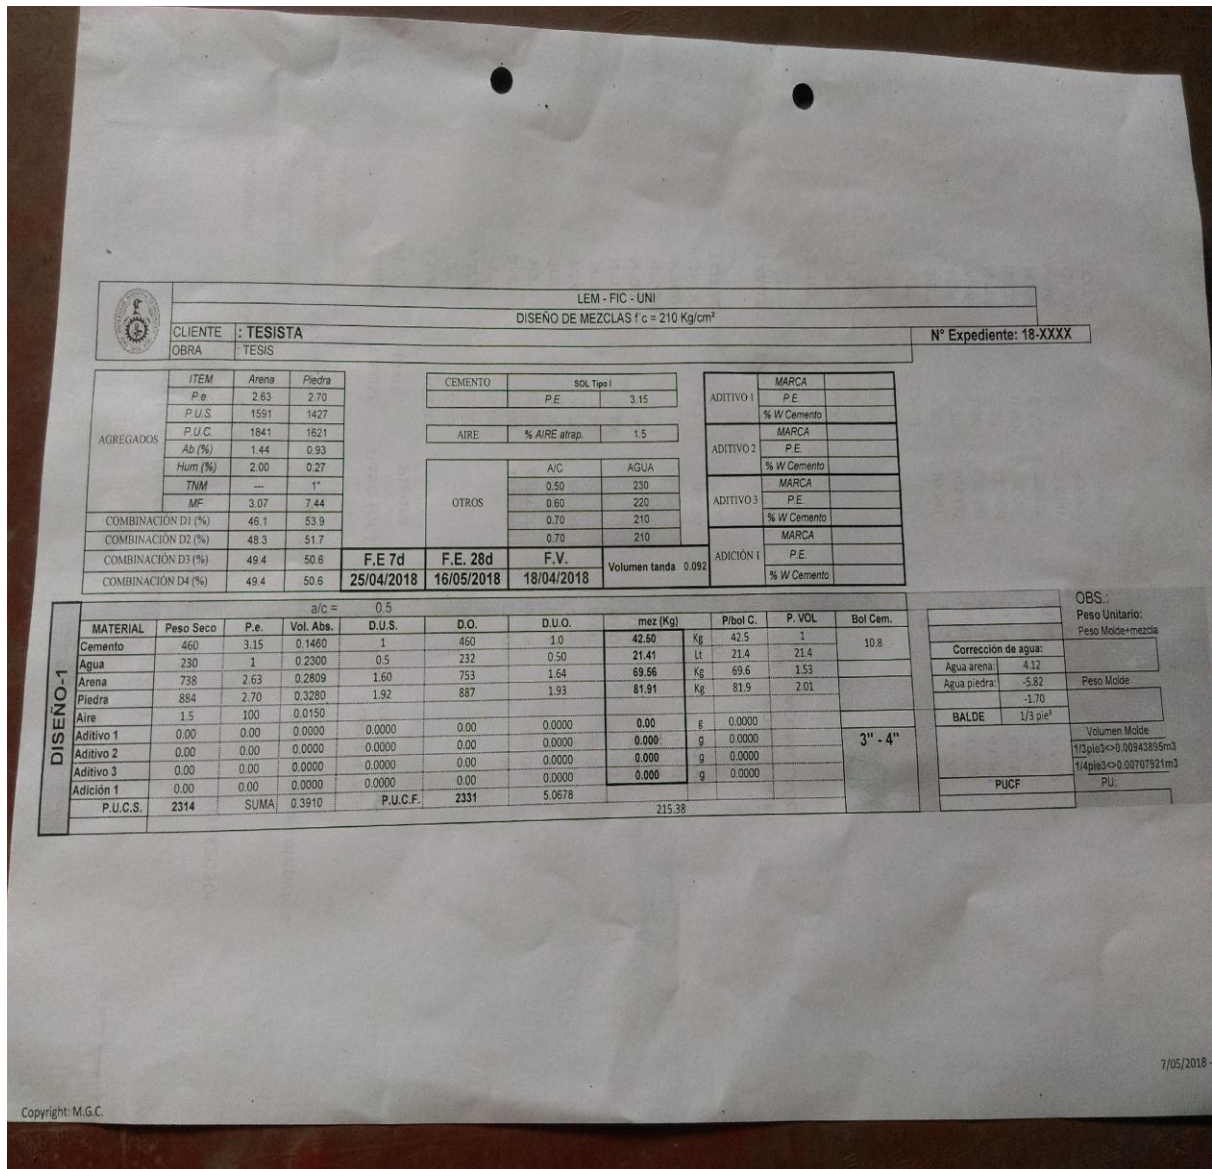 LEM - FIC - UNI
DISEÑO DE MEZCLAS f´c = 210 Kg/cm²
CLIENTE : TESISTA
N° Expediente: 18-XXXX
OBRA : TESIS
AGREGADOS
ITEM Arena Piedra
P.e. 2.63 2.70
P.U.S. 1591 1427
P.U.C. 1841 1621
Ab (%) 1.44 0.93
Hum (%) 2.00 0.27
TNM --- 1"
MF 3.07 7.44
COMBINACIÓN D1 (%) 46.1 53.9
COMBINACIÓN D2 (%) 48.3 51.7
COMBINACIÓN D3 (%) 49.4 50.6
COMBINACIÓN D4 (%) 49.4 50.6
CEMENTO SOL Tipo I
P.E. 3.15
AIRE % AIRE atrap. 1.5
OTROS
A/C AGUA
0.50 230
0.60 220
0.70 210
0.70 210
F.E 7d F.E. 28d F.V. Volumen tanda 0.092
25/04/2018 16/05/2018 18/04/2018
ADITIVO 1
MARCA
P.E.
% W Cemento
ADITIVO 2
MARCA
P.E.
% W Cemento
ADITIVO 3
MARCA
P.E.
% W Cemento
ADICIÓN 1
MARCA
P.E.
% W Cemento
DISEÑO-1
a/c = 0.5
MATERIAL Peso Seco P.e. Vol. Abs. D.U.S. D.O. D.U.O. mez (Kg) P/bol C. P. VOL Bol Cem.
Cemento 460 3.15 0.1460 1 460 1.0 42.50 Kg 42.5 1 10.8
Agua 230 1 0.2300 0.5 232 0.50 21.41 Lt 21.4 21.4
Arena 738 2.63 0.2809 1.60 753 1.64 69.56 Kg 69.6 1.53
Piedra 884 2.70 0.3280 1.92 887 1.93 81.91 Kg 81.9 2.01
Aire 1.5 100 0.0150
Aditivo 1 0.00 0.00 0.0000 0.0000 0.00 0.0000 0.00 g 0.0000
Aditivo 2 0.00 0.00 0.0000 0.0000 0.00 0.0000 0.000 g 0.0000
Aditivo 3 0.00 0.00 0.0000 0.0000 0.00 0.0000 0.000 g 0.0000
Adición 1 0.00 0.00 0.0000 0.0000 0.00 0.0000 0.000 g 0.0000
3" - 4"
P.U.C.S. 2314 SUMA 0.3910 P.U.C.F. 2331 5.0678
215.38
Corrección de agua:
Agua arena: 4.12
Agua piedra: -5.82
-1.70
BALDE 1/3 pie³
PUCF
OBS.:
Peso Unitario:
Peso Molde+mezcla
Peso Molde
Volumen Molde
1/3pie3<>0.00943895m3
1/4pie3<>0.00707921m3
PU:
7/05/2018 -
Copyright: M.G.C.